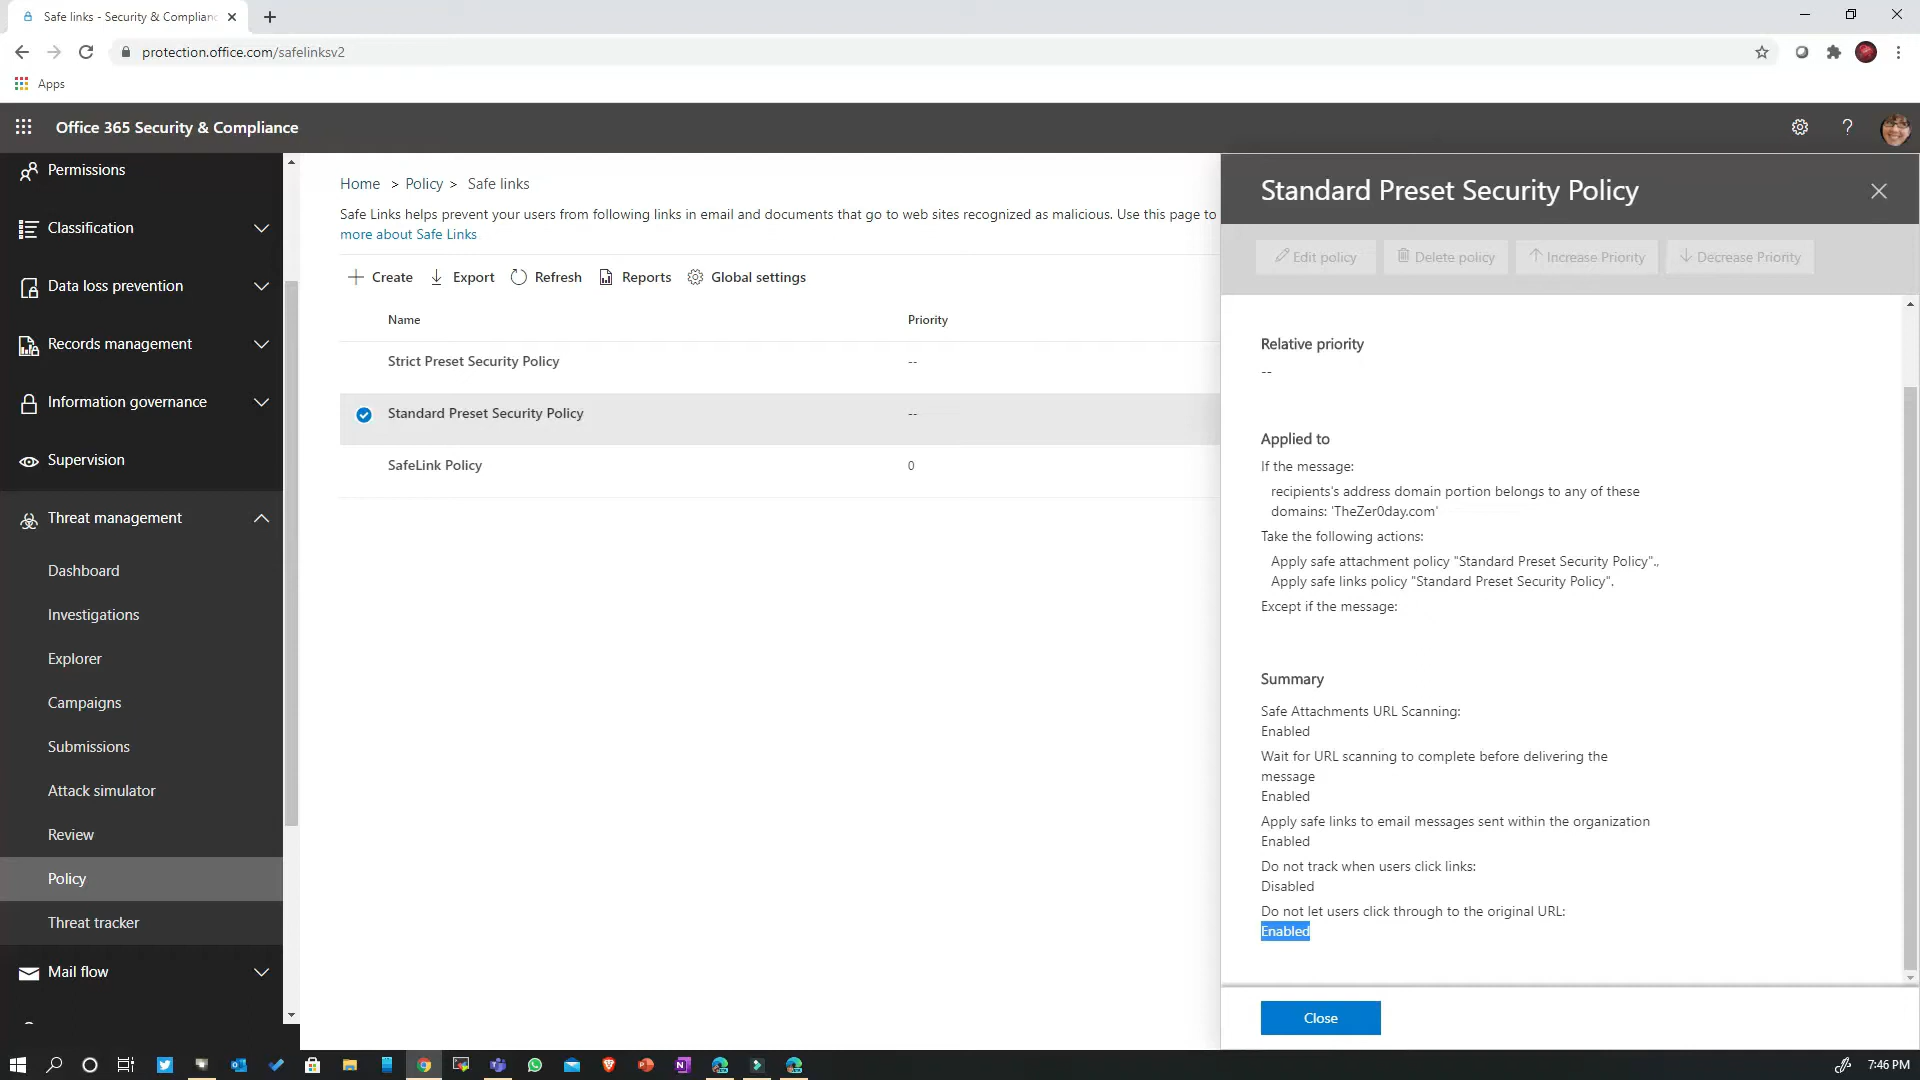 Safe links - Security & Complianc
protection.office.com/safelinksv2
Apps
Office 365 Security & Compliance
?
Permissions
Classification
Data loss prevention
Records management
Information governance
Supervision
Threat management
Dashboard
Investigations
Explorer
Campaigns
Submissions
Attack simulator
Review
Policy
Threat tracker
Mail flow
Home > Policy > Safe links
Safe Links helps prevent your users from following links in email and documents that go to web sites recognized as malicious. Use this page to
more about Safe Links
Create Export Refresh Reports Global settings
Name Priority
Strict Preset Security Policy --
Standard Preset Security Policy --
SafeLink Policy 0
Standard Preset Security Policy
Edit policy Delete policy Increase Priority Decrease Priority
Relative priority
--
Applied to
If the message:
recipients's address domain portion belongs to any of these
domains: 'TheZer0day.com'
Take the following actions:
Apply safe attachment policy "Standard Preset Security Policy"..
Apply safe links policy "Standard Preset Security Policy".
Except if the message:
Summary
Safe Attachments URL Scanning:
Enabled
Wait for URL scanning to complete before delivering the
message
Enabled
Apply safe links to email messages sent within the organization
Enabled
Do not track when users click links:
Disabled
Do not let users click through to the original URL:
Enabled
Close
7:46 PM